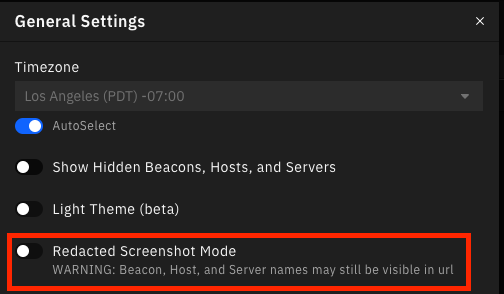 General Settings
Timezone
Los Angeles (PDT) -07:00
AutoSelect
Show Hidden Beacons, Hosts, and Servers
Light Theme (beta)
Redacted Screenshot Mode
WARNING: Beacon, Host, and Server names may still be visible in url